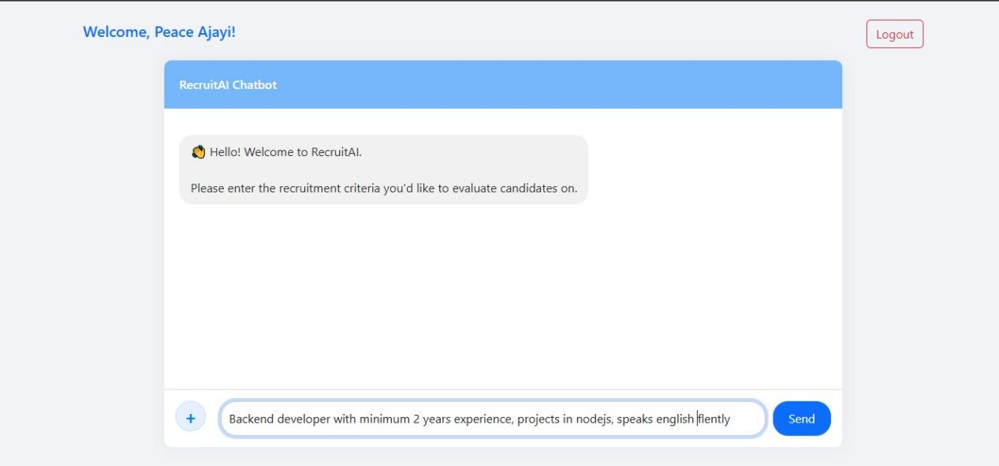 Welcome, Peace Ajayi!
Logout
RecruitAI Chatbot
👋 Hello! Welcome to RecruitAI.
Please enter the recruitment criteria you'd like to evaluate candidates on.
+
Backend developer with minimum 2 years experience, projects in nodejs, speaks english flently
Send